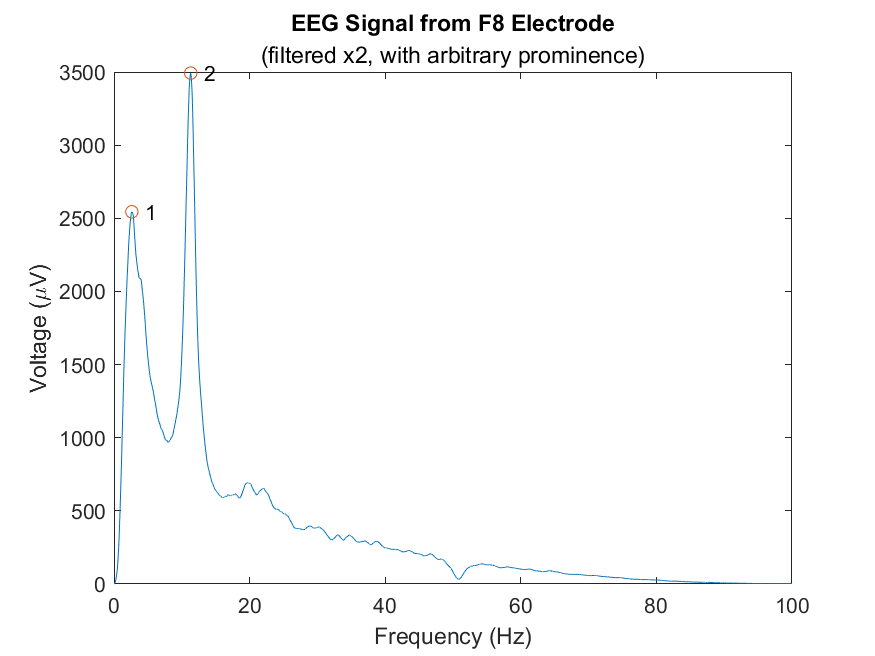 EEG Signal from F8 Electrode
(filtered x2, with arbitrary prominence)
3500
3000
2500
2000
1500
1000
500
0
Voltage (μV)
2
1
0 20 40 60 80 100
Frequency (Hz)